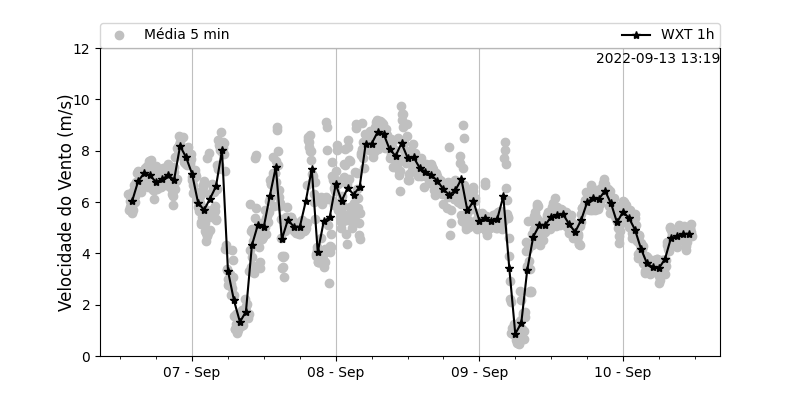 Média 5 min
WXT 1h
2022-09-13 13:19
Velocidade do Vento (m/s)
12
10
8
6
4
2
0
07 - Sep
08 - Sep
09 - Sep
10 - Sep